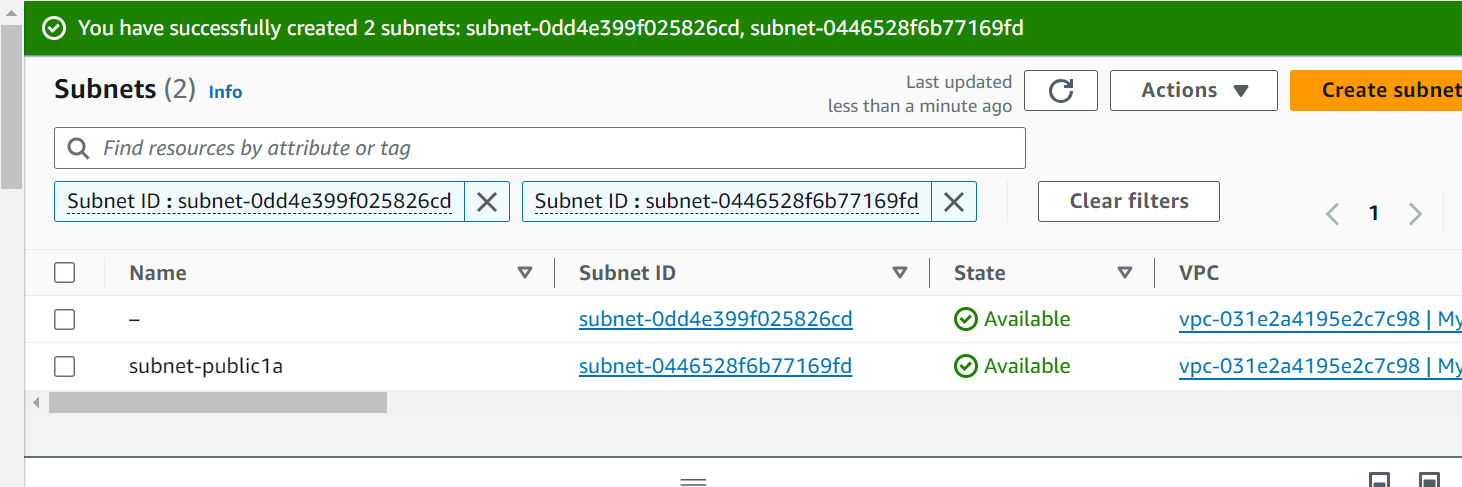 You have successfully created 2 subnets: subnet-0dd4e399f025826cd, subnet-0446528f6b77169fd
Subnets (2) Info
Last updated
less than a minute ago
Actions
Create subnet
Find resources by attribute or tag
Subnet ID : subnet-0dd4e399f025826cd
Subnet ID : subnet-0446528f6b77169fd
Clear filters
1
Name Subnet ID State VPC
– subnet-0dd4e399f025826cd Available vpc-031e2a4195e2c7c98 | My
subnet-public1a subnet-0446528f6b77169fd Available vpc-031e2a4195e2c7c98 | My